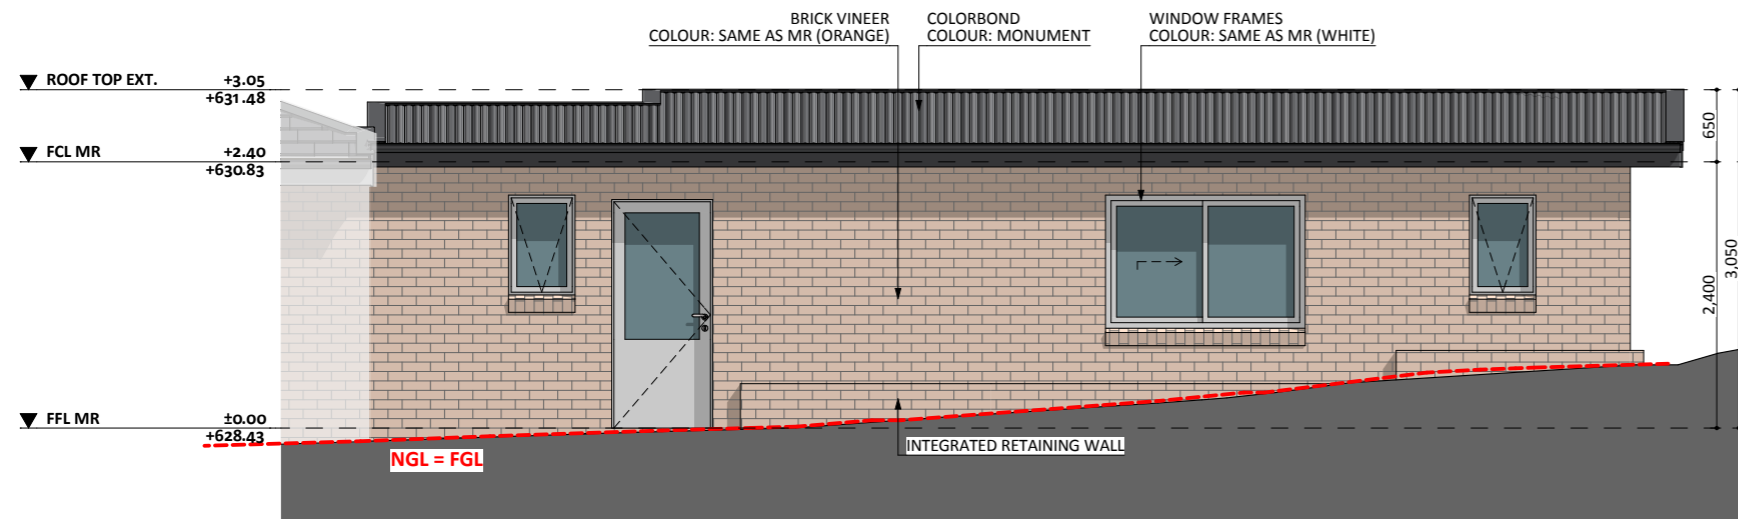 BRICK VINEER
COLOUR: SAME AS MR (ORANGE)
COLORBOND
COLOUR: MONUMENT
WINDOW FRAMES
COLOUR: SAME AS MR (WHITE)
ROOF TOP EXT. +3.05
+631.48
FCL MR +2.40
+630.83
650
2,400
3,050
FFL MR ±0.00
+628.43
NGL = FGL
INTEGRATED RETAINING WALL